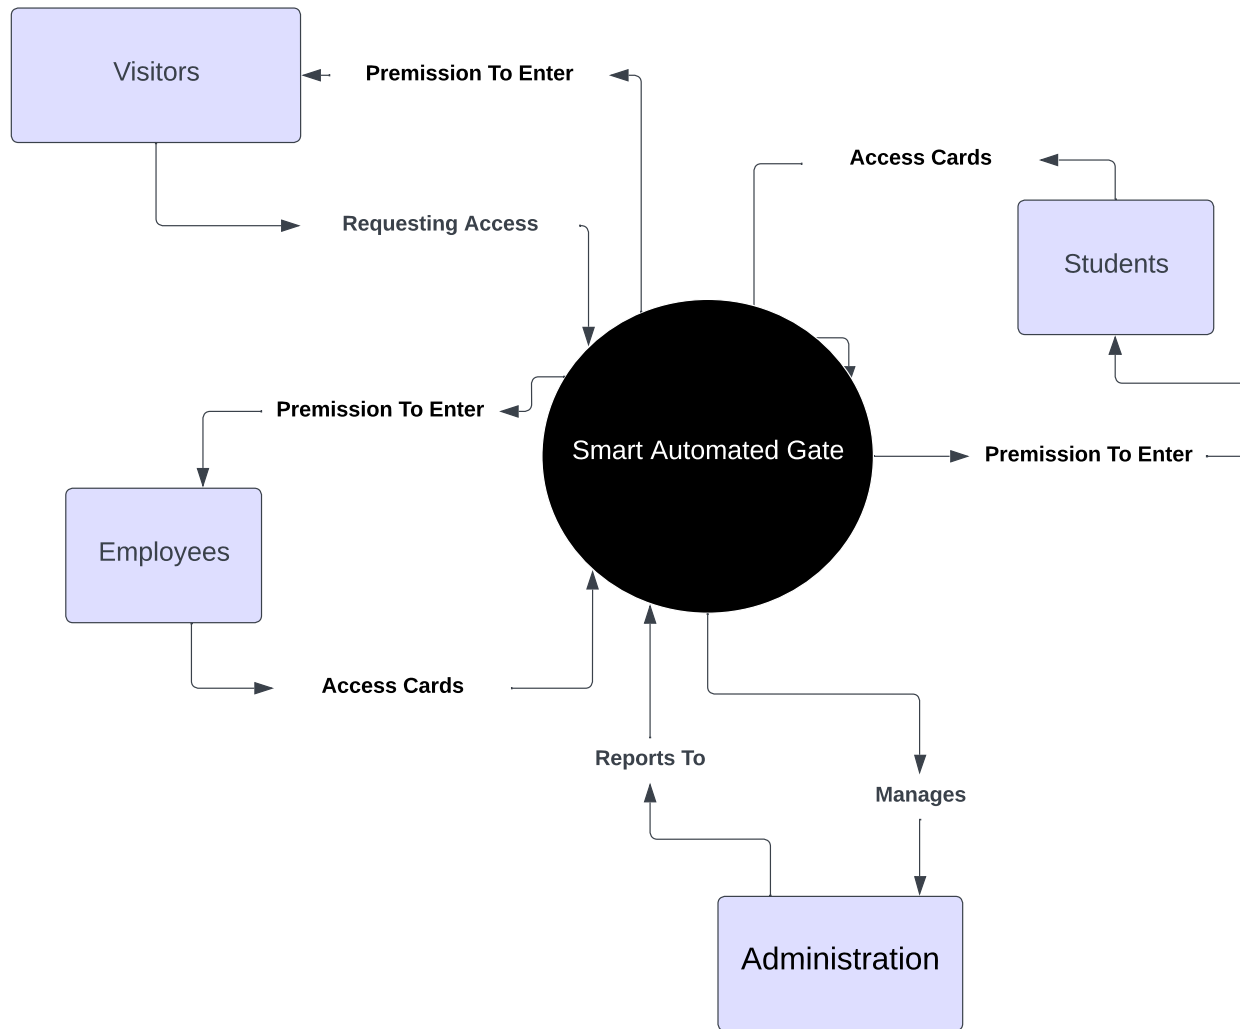 Visitors
Premission To Enter
Access Cards
Requesting Access
Students
Premission To Enter
Smart Automated Gate
Premission To Enter
Employees
Access Cards
Reports To
Manages
Administration